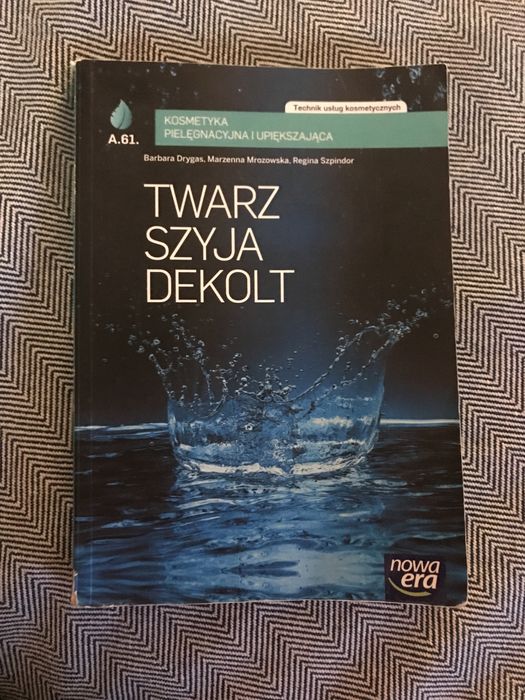 Technik usług kosmetycznych
A.61.
KOSMETYKA
PIELĘGNACYJNA I UPIĘKSZAJĄCA
Barbara Drygas, Marzenna Mrozowska, Regina Szpindor
TWARZ
SZYJA
DEKOLT
nowa
era